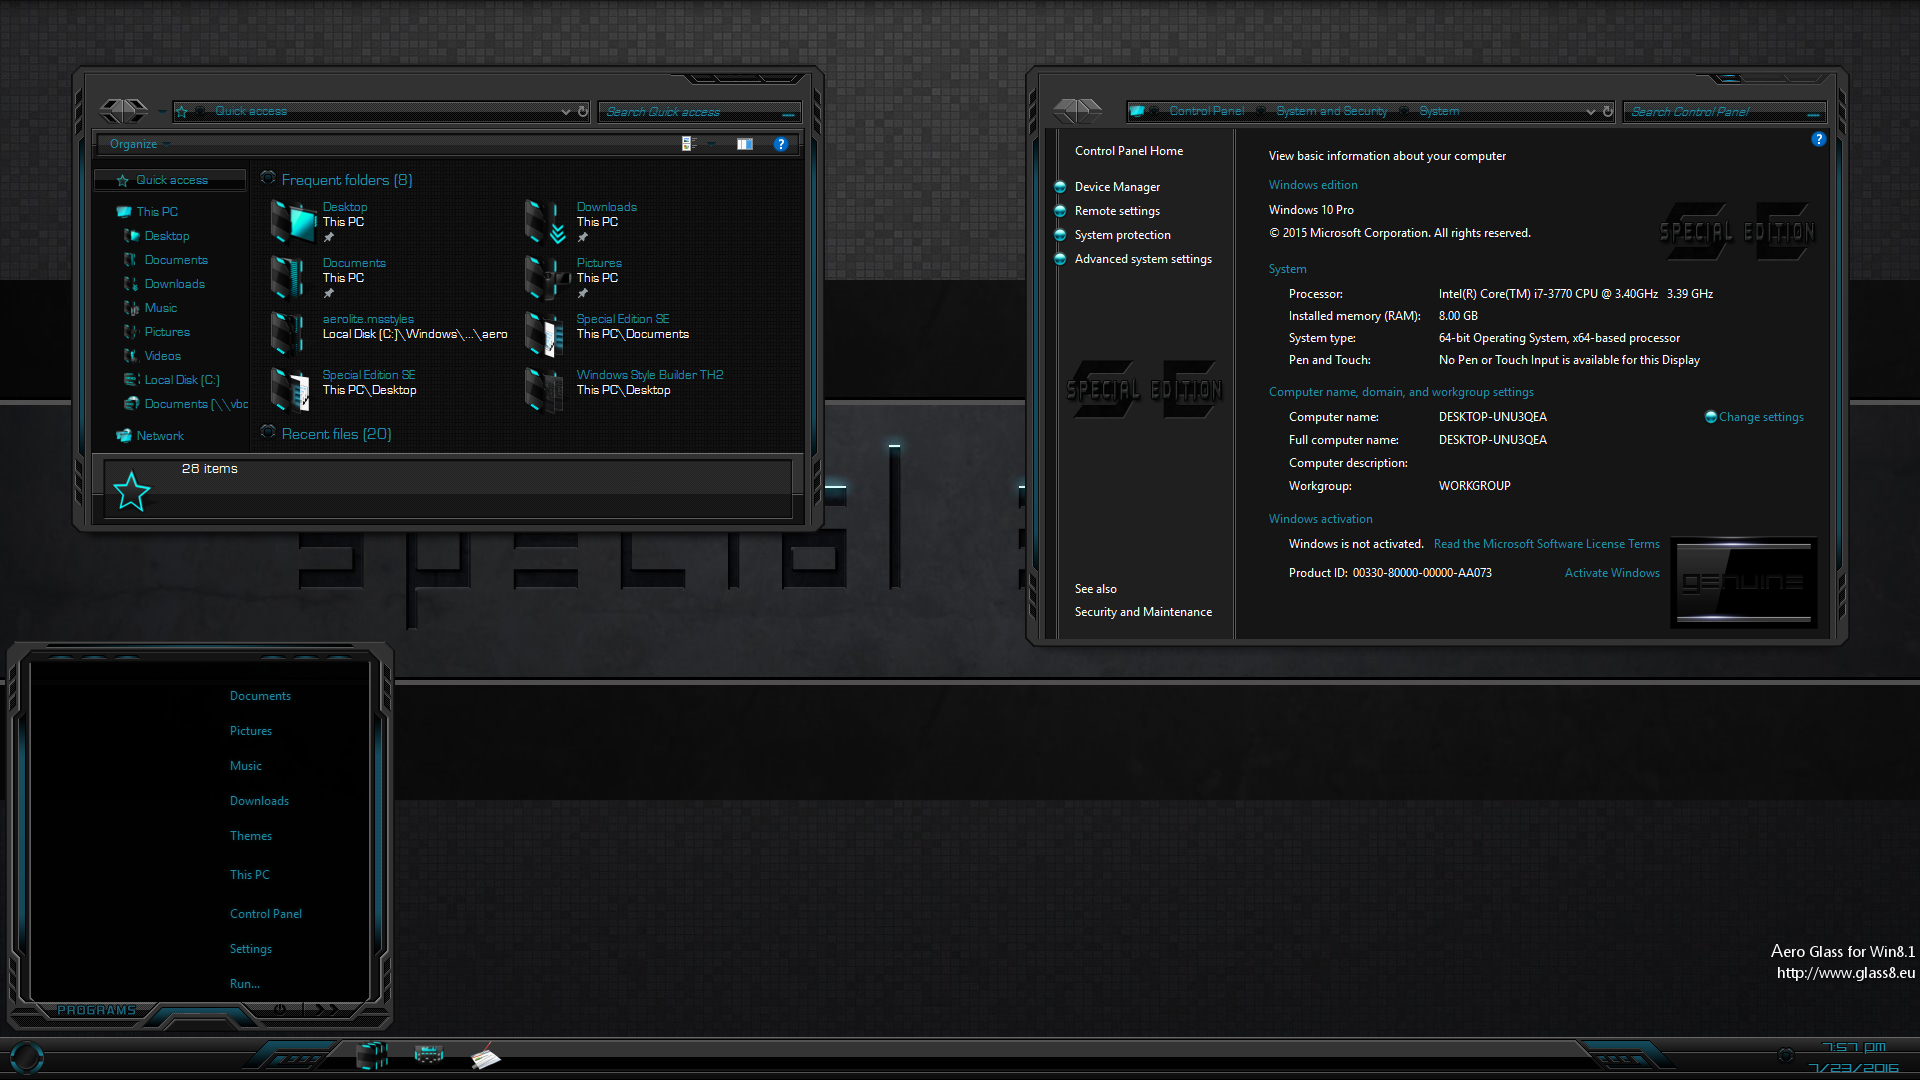 Quick access
Search Quick access
Organize
Quick access
This PC
Desktop
Documents
Downloads
Music
Pictures
Videos
Local Disk (C:)
Documents (\\vbc
Network
Frequent folders (8)
Desktop
This PC
Downloads
This PC
Documents
This PC
Pictures
This PC
aerolite.msstyles
Local Disk (C:)\Windows\...\aero
Special Edition SE
This PC\Documents
Special Edition SE
This PC\Desktop
Windows Style Builder TH2
This PC\Desktop
Recent files (20)
28 items
Control Panel
System and Security
System
Search Control Panel
Control Panel Home
Device Manager
Remote settings
System protection
Advanced system settings
SPECIAL EDITION
See also
Security and Maintenance
View basic information about your computer
Windows edition
Windows 10 Pro
© 2015 Microsoft Corporation. All rights reserved.
SPECIAL EDITION
System
Processor: Intel(R) Core(TM) i7-3770 CPU @ 3.40GHz 3.39 GHz
Installed memory (RAM): 8.00 GB
System type: 64-bit Operating System, x64-based processor
Pen and Touch: No Pen or Touch Input is available for this Display
Computer name, domain, and workgroup settings
Computer name: DESKTOP-UNU3QEA
Change settings
Full computer name: DESKTOP-UNU3QEA
Computer description:
Workgroup: WORKGROUP
Windows activation
Windows is not activated. Read the Microsoft Software License Terms
Product ID: 00330-80000-00000-AA073
Activate Windows
genuine
special
Documents
Pictures
Music
Downloads
Themes
This PC
Control Panel
Settings
Run...
PROGRAMS
Aero Glass for Win8.1
http://www.glass8.eu
7:57 pm
7/23/2016